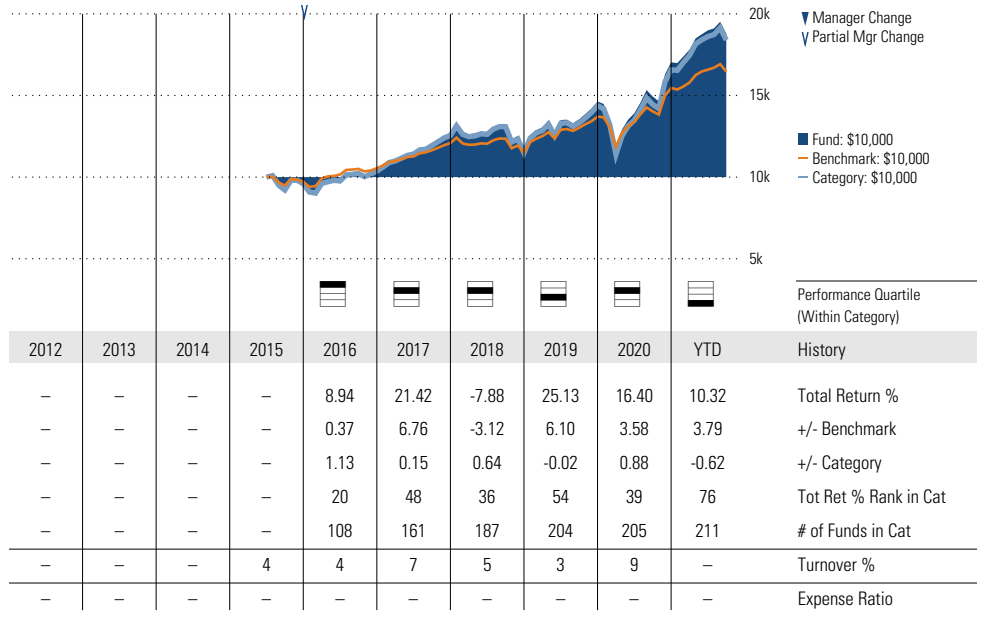 20k
Manager Change
Partial Mgr Change
15k
Fund: $10,000
Benchmark: $10,000
10k
Category: $10,000
5k
Performance Quartile
(Within Category)
2012 2013 2014 2015 2016 2017 2018 2019 2020 YTD History
– – – – 8.94 21.42 -7.88 25.13 16.40 10.32 Total Return %
– – – – 0.37 6.76 -3.12 6.10 3.58 3.79 +/- Benchmark
– – – – 1.13 0.15 0.64 -0.02 0.88 -0.62 +/- Category
– – – – 20 48 36 54 39 76 Tot Ret % Rank in Cat
– – – – 108 161 187 204 205 211 # of Funds in Cat
– – – 4 4 7 5 3 9 – Turnover %
– – – – – – – – – – Expense Ratio